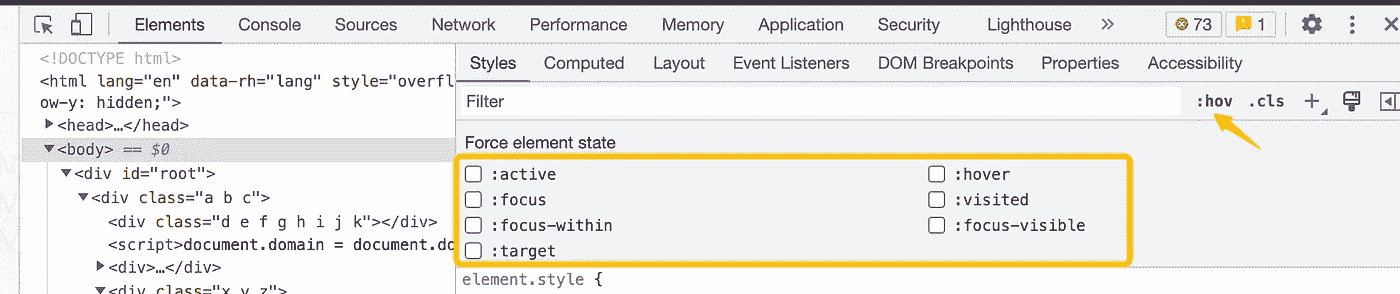 Elements Console Sources Network Performance Memory Application Security Lighthouse » 73 1
<!DOCTYPE html>
<html lang="en" data-rh="lang" style="overfl
ow-y: hidden;">
<head>…</head>
<body> == $0
<div id="root">
<div class="a b c">
<div class="d e f g h i j k"></div>
<script>document.domain = document.do
<div>…</div>
<div class="x y z">
Styles Computed Layout Event Listeners DOM Breakpoints Properties Accessibility
Filter :hov .cls +
Force element state
:active :hover
:focus :visited
:focus-within :focus-visible
:target
element.style {